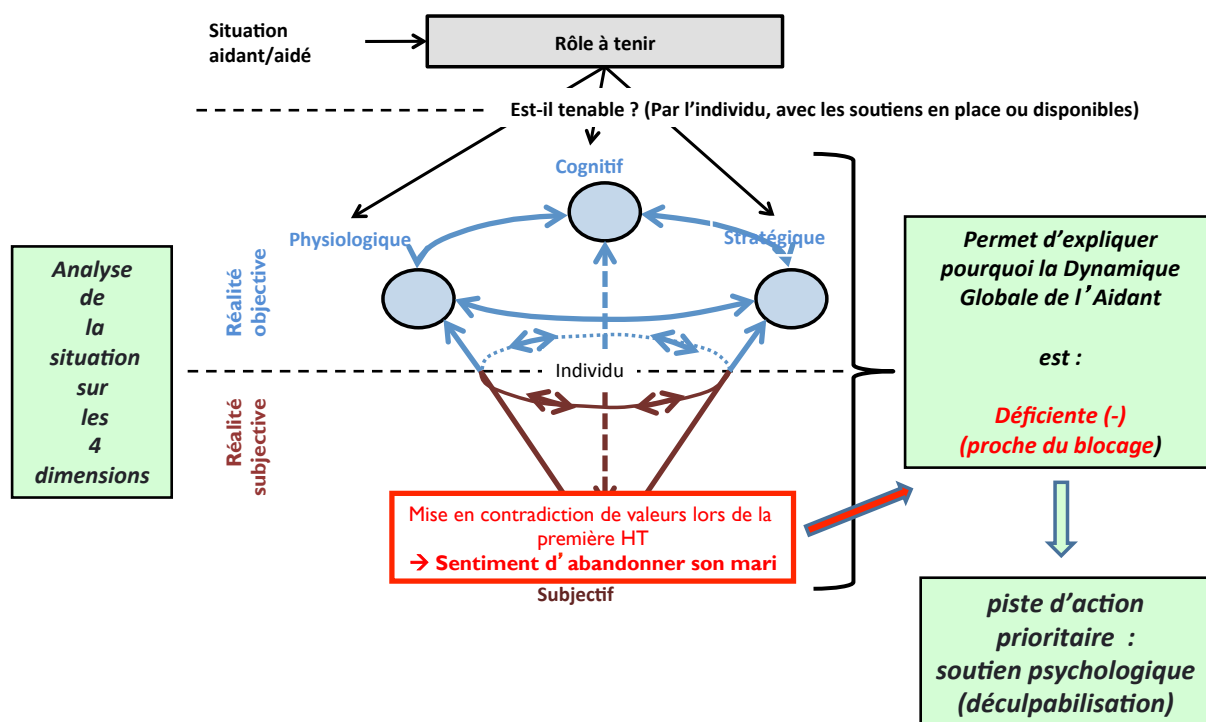 Situation
aidant/aidé
Rôle à tenir
Est-il tenable ? (Par l'individu, avec les soutiens en place ou disponibles)
Cognitif
Physiologique
Stratégique
Analyse
de
la
situation
sur
les
4
dimensions
Réalité
objective
Individu
Réalité
subjective
Mise en contradiction de valeurs lors de la
première HT
→ Sentiment d'abandonner son mari
Subjectif
Permet d'expliquer
pourquoi la Dynamique
Globale de l'Aidant
est :
Déficiente (-)
(proche du blocage)
piste d'action
prioritaire :
soutien psychologique
(déculpabilisation)